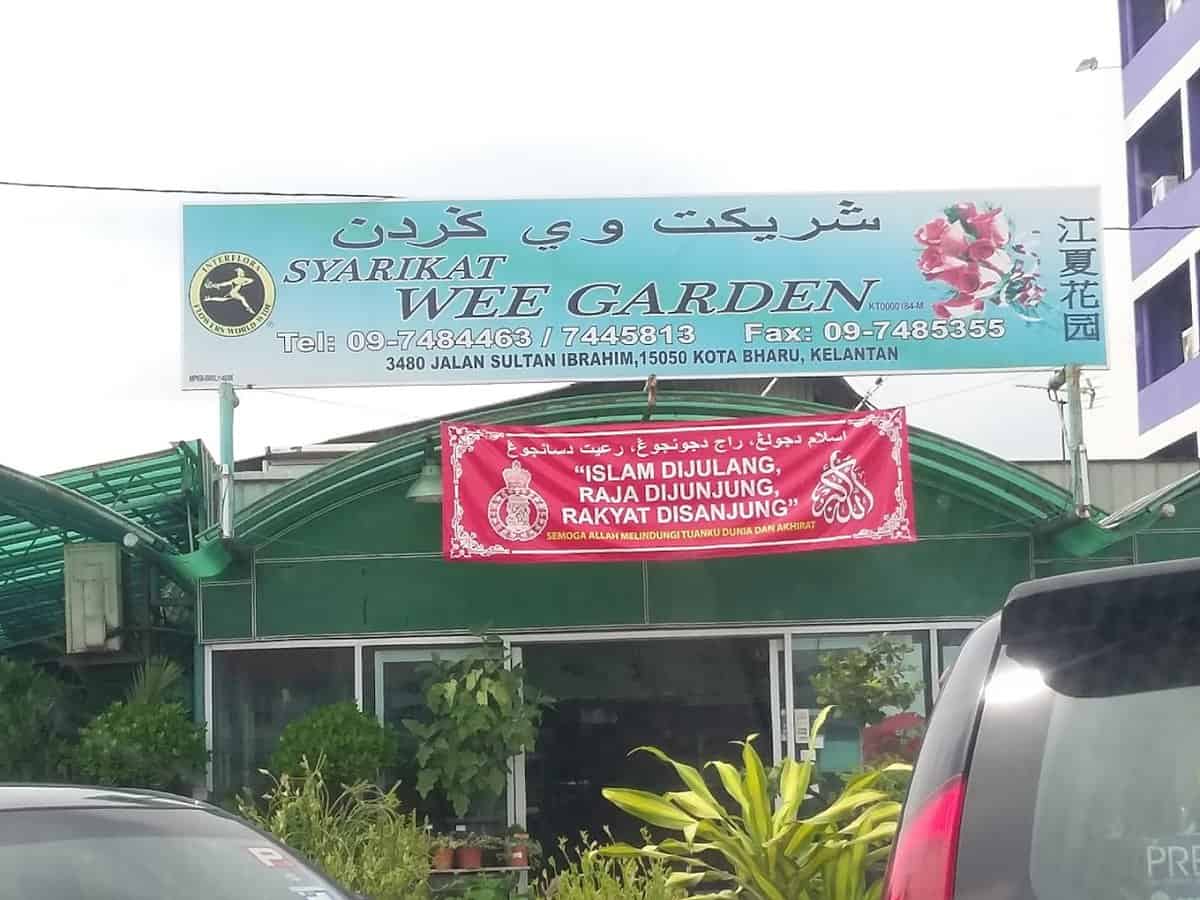 شريكت وي ݢردن
SYARIKAT
WEE GARDEN
KT0000184-M
江夏花园
INTERFLORA
FLOWERS WORLD WIDE
Tel: 09-7484463 / 7445813 Fax: 09-7485355
3480 JALAN SULTAN IBRAHIM,15050 KOTA BHARU, KELANTAN
اسلام دجولڠ، راج دجونجوڠ، رعيت دسانجوڠ
“ISLAM DIJULANG,
RAJA DIJUNJUNG,
RAKYAT DISANJUNG”
SEMOGA ALLAH MELINDUNGI TUANKU DUNIA DAN AKHIRAT
PRE